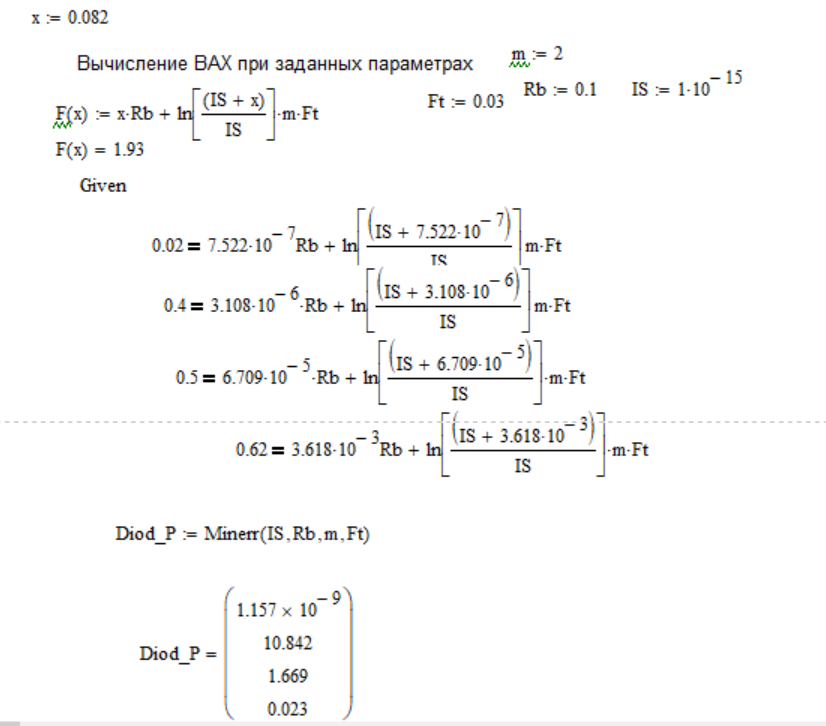 x := 0.082
Вычисление ВАХ при заданных параметрах m := 2
F(x) := x·Rb + ln[(IS + x)/IS]·m·Ft Ft := 0.03 Rb := 0.1 IS := 1·10^-15
F(x) = 1.93
Given
0.02 = 7.522·10^-7 Rb + ln[(IS + 7.522·10^-7)/IS] m·Ft
0.4 = 3.108·10^-6·Rb + ln[(IS + 3.108·10^-6)/IS] m·Ft
0.5 = 6.709·10^-5·Rb + ln[(IS + 6.709·10^-5)/IS]·m·Ft
0.62 = 3.618·10^-3 Rb + ln[(IS + 3.618·10^-3)/IS]·m·Ft
Diod_P := Minerr(IS,Rb,m,Ft)
Diod_P =
1.157 × 10^-9
10.842
1.669
0.023